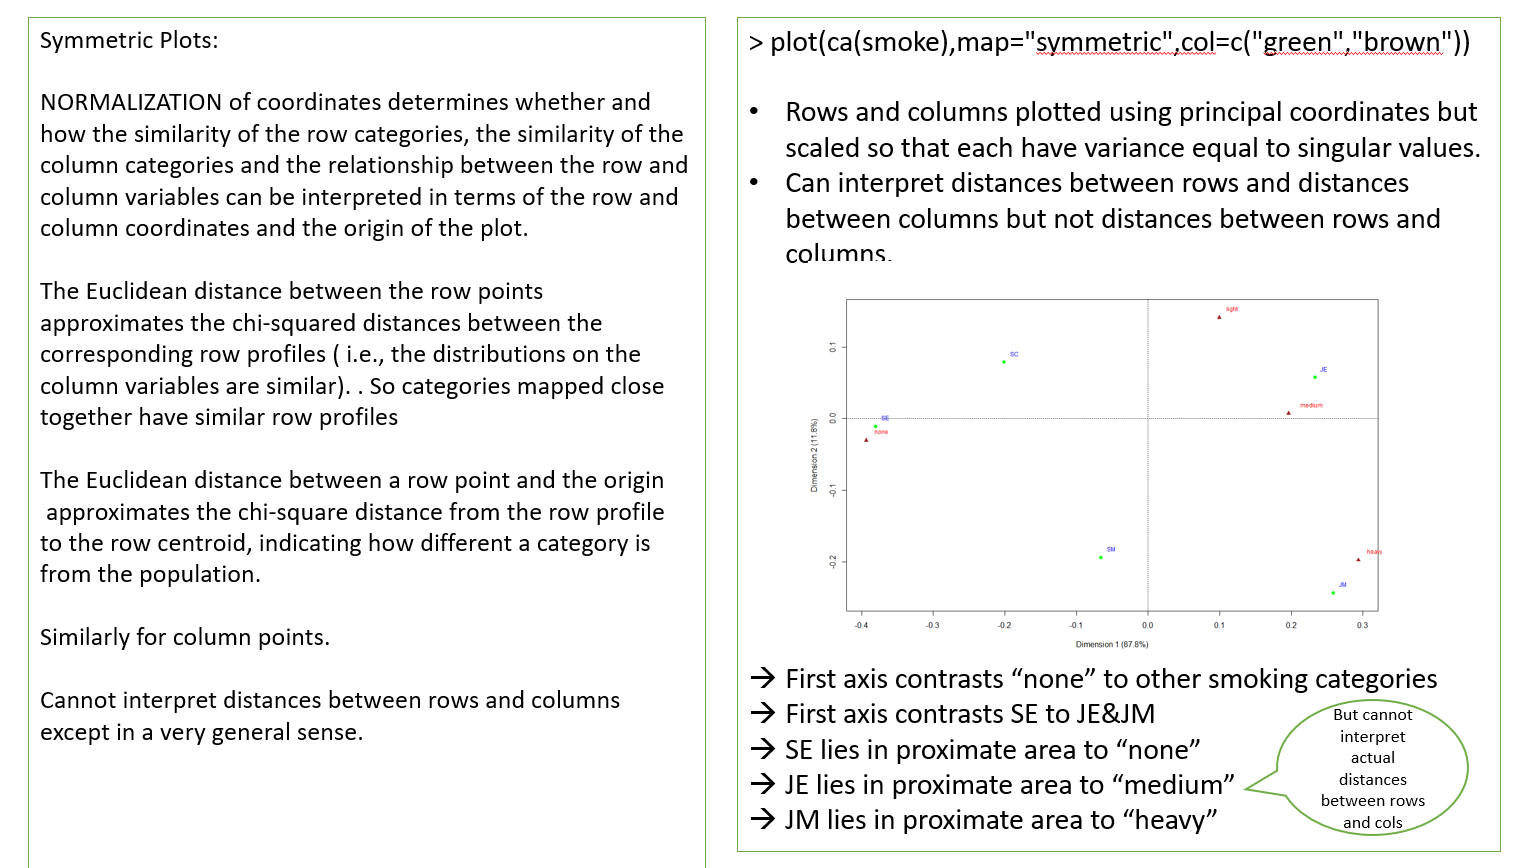 Symmetric Plots:
NORMALIZATION of coordinates determines whether and
how the similarity of the row categories, the similarity of the
column categories and the relationship between the row and
column variables can be interpreted in terms of the row and
column coordinates and the origin of the plot.
The Euclidean distance between the row points
approximates the chi-squared distances between the
corresponding row profiles ( i.e., the distributions on the
column variables are similar). . So categories mapped close
together have similar row profiles
The Euclidean distance between a row point and the origin
approximates the chi-square distance from the row profile
to the row centroid, indicating how different a category is
from the population.
Similarly for column points.
Cannot interpret distances between rows and columns
except in a very general sense.
> plot(ca(smoke),map="symmetric",col=c("green","brown"))
• Rows and columns plotted using principal coordinates but
scaled so that each have variance equal to singular values.
• Can interpret distances between rows and distances
between columns but not distances between rows and
columns.
light
SC
JE
medium
SE
none
SM
heavy
JM
0.1
0.0
-0.1
-0.2
Dimension 2 (11.8%)
-0.4 -0.3 -0.2 -0.1 0.0 0.1 0.2 0.3
Dimension 1 (87.8%)
→ First axis contrasts “none” to other smoking categories
→ First axis contrasts SE to JE&JM
→ SE lies in proximate area to “none”
→ JE lies in proximate area to “medium”
→ JM lies in proximate area to “heavy”
But cannot
interpret
actual
distances
between rows
and cols